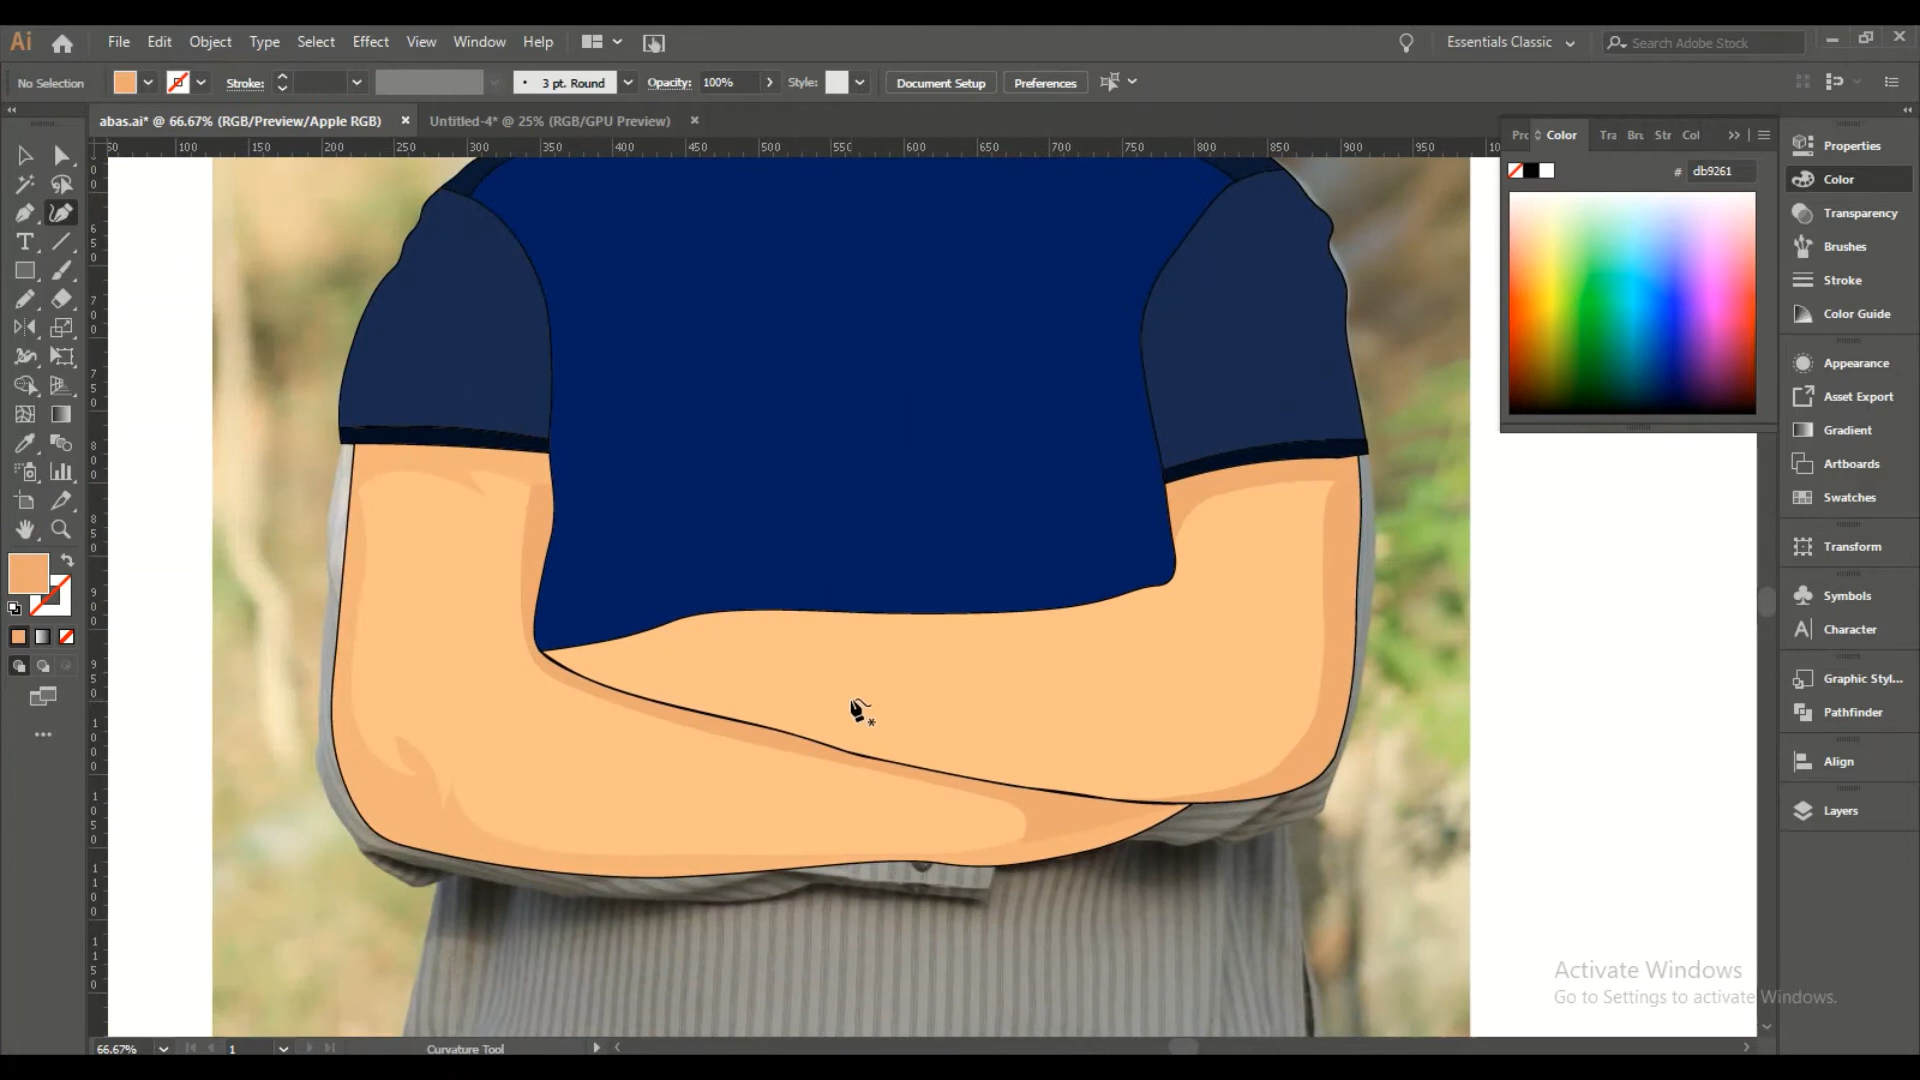 Ai File Edit Object Type Select Effect View Window Help Essentials Classic Search Adobe Stock
No Selection Stroke: 3 pt. Round Opacity: 100% Style: Document Setup Preferences
abas.ai* @ 66.67% (RGB/Preview/Apple RGB) Untitled-4* @ 25% (RGB/GPU Preview)
50 100 150 200 250 300 350 400 450 500 550 600 650 700 750 800 850 900 950
Color Tra Str Col
# db9261
Properties
Color
Transparency
Brushes
Stroke
Color Guide
Appearance
Asset Export
Gradient
Artboards
Swatches
Transform
Symbols
Character
Graphic Styl...
Pathfinder
Align
Layers
Activate Windows
Go to Settings to activate Windows.
66.67% 1 Curvature Tool